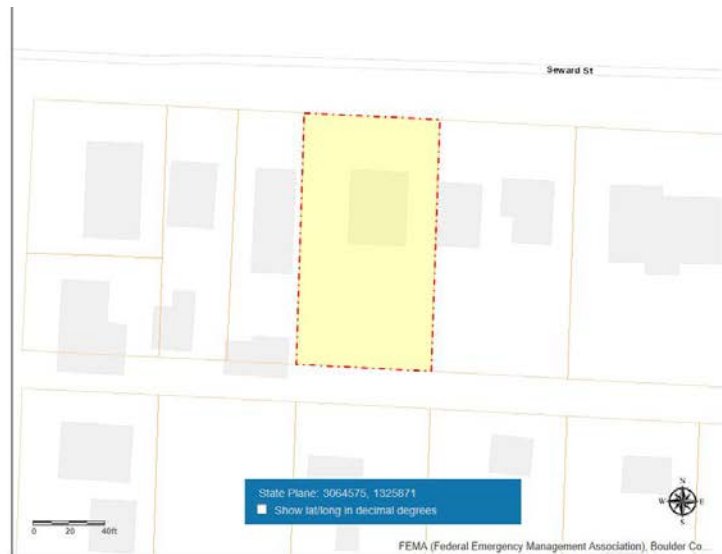 Seward St
State Plane: 3064575, 1325871
Show lat/long in decimal degrees
N
W E
S
0 20 40ft
FEMA (Federal Emergency Management Association), Boulder Co...